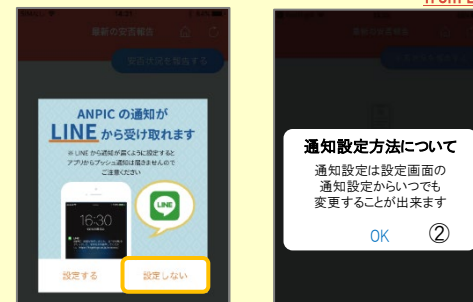 最新の安否報告
安否状況を報告する
ANPIC の通知が
LINE から受け取れます
※ LINE から通知が届くように設定すると
アプリからプッシュ通知は届きませんので
ご注意ください
16:30
LINE
設定する
設定しない
通知設定方法について
通知設定は設定画面の
通知設定からいつでも
変更することが出来ます
OK
②